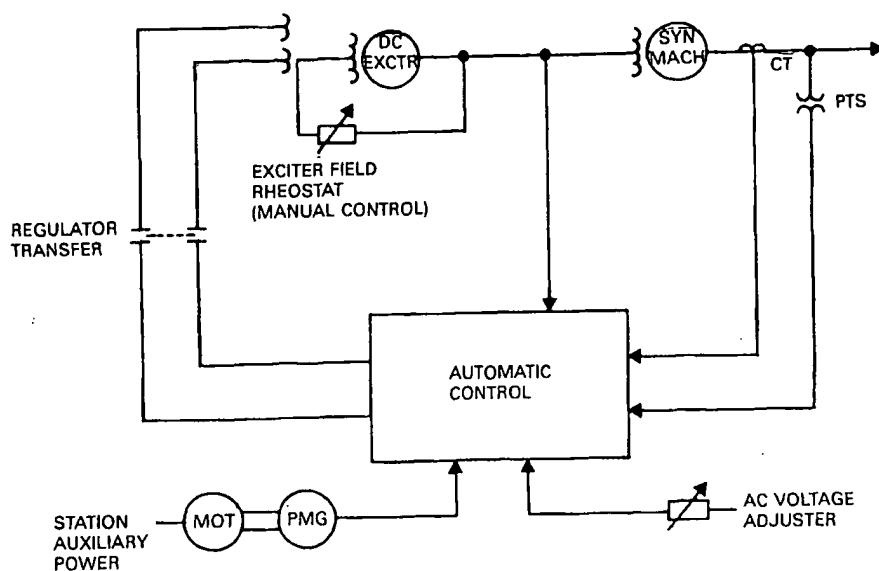 DC
EXCTR
SYN
MACH
CT
PTS
EXCITER FIELD
RHEOSTAT
(MANUAL CONTROL)
REGULATOR
TRANSFER
AUTOMATIC
CONTROL
STATION
AUXILIARY
POWER
MOT
PMG
AC VOLTAGE
ADJUSTER